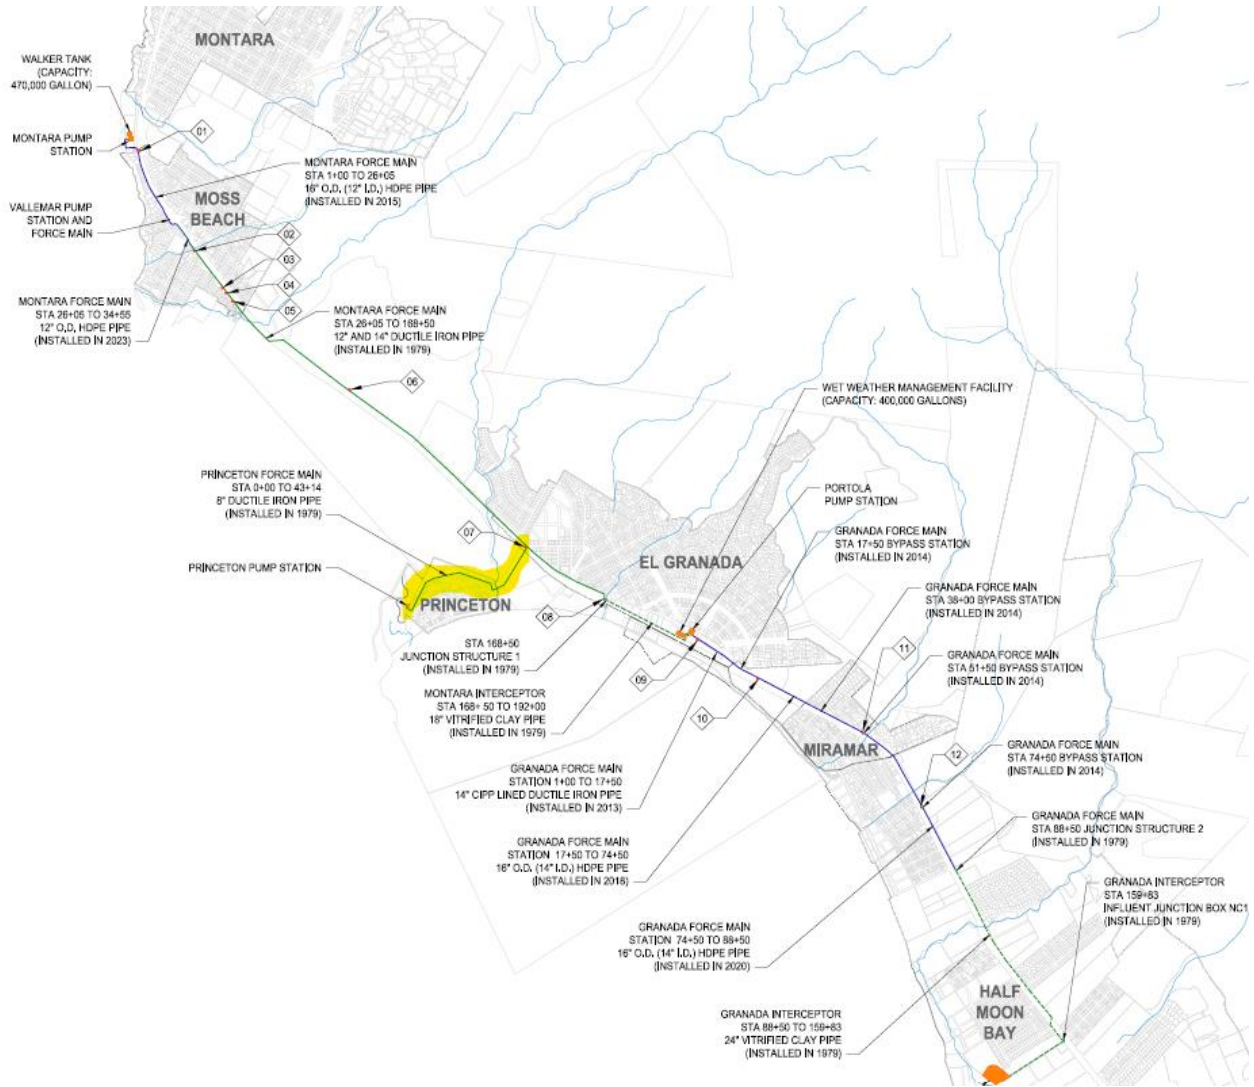 MONTARA
WALKER TANK
(CAPACITY:
470,000 GALLON)
01
MONTARA PUMP
STATION
MONTARA FORCE MAIN
STA 1+00 TO 26+05
16" O.D. (12" I.D.) HDPE PIPE
(INSTALLED IN 2015)
MOSS
BEACH
VALLEMAR PUMP
STATION AND
FORCE MAIN
02
03
04
05
MONTARA FORCE MAIN
STA 26+05 TO 34+55
12" O.D. HDPE PIPE
(INSTALLED IN 2023)
MONTARA FORCE MAIN
STA 26+05 TO 168+50
12" AND 14" DUCTILE IRON PIPE
(INSTALLED IN 1979)
06
WET WEATHER MANAGEMENT FACILITY
(CAPACITY: 400,000 GALLONS)
PRINCETON FORCE MAIN
STA 0+00 TO 43+14
8" DUCTILE IRON PIPE
(INSTALLED IN 1979)
07
PORTOLA
PUMP STATION
GRANADA FORCE MAIN
STA 17+50 BYPASS STATION
(INSTALLED IN 2014)
EL GRANADA
PRINCETON PUMP STATION
PRINCETON
GRANADA FORCE MAIN
STA 38+00 BYPASS STATION
(INSTALLED IN 2014)
08
STA 168+50
JUNCTION STRUCTURE 1
(INSTALLED IN 1979)
09
11
GRANADA FORCE MAIN
STA 51+50 BYPASS STATION
(INSTALLED IN 2014)
MONTARA INTERCEPTOR
STA 168+ 50 TO 192+00
18" VITRIFIED CLAY PIPE
(INSTALLED IN 1979)
10
MIRAMAR
12
GRANADA FORCE MAIN
STA 74+50 BYPASS STATION
(INSTALLED IN 2014)
GRANADA FORCE MAIN
STATION 1+00 TO 17+50
14" CIPP LINED DUCTILE IRON PIPE
(INSTALLED IN 2013)
GRANADA FORCE MAIN
STA 88+50 JUNCTION STRUCTURE 2
(INSTALLED IN 1979)
GRANADA FORCE MAIN
STATION 17+50 TO 74+50
16" O.D. (14" I.D.) HDPE PIPE
(INSTALLED IN 2016)
GRANADA INTERCEPTOR
STA 159+83
INFLUENT JUNCTION BOX NC1
(INSTALLED IN 1979)
GRANADA FORCE MAIN
STATION 74+50 TO 88+50
16" O.D. (14" I.D.) HDPE PIPE
(INSTALLED IN 2020)
HALF
MOON
BAY
GRANADA INTERCEPTOR
STA 88+50 TO 159+83
24" VITRIFIED CLAY PIPE
(INSTALLED IN 1979)